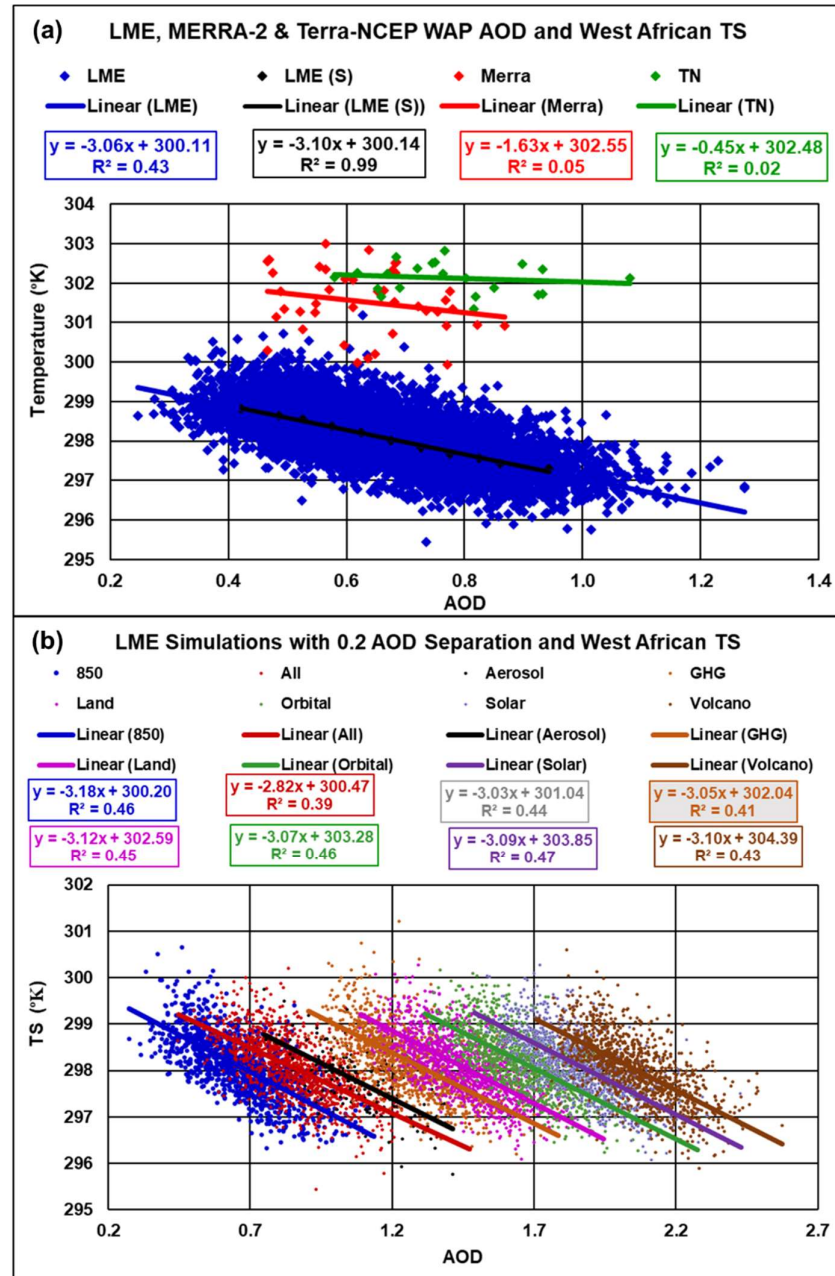 (a) LME, MERRA-2 & Terra-NCEP WAP AOD and West African TS
LME LME (S) Merra TN
Linear (LME) Linear (LME (S)) Linear (Merra) Linear (TN)
y = -3.06x + 300.11 y = -3.10x + 300.14 y = -1.63x + 302.55 y = -0.45x + 302.48
R² = 0.43 R² = 0.99 R² = 0.05 R² = 0.02
Temperature (°K)
304
303
302
301
300
299
298
297
296
295
0.2 0.4 0.6 0.8 1.0 1.2 1.4
AOD
(b) LME Simulations with 0.2 AOD Separation and West African TS
850 All Aerosol GHG
Land Orbital Solar Volcano
Linear (850) Linear (All) Linear (Aerosol) Linear (GHG)
Linear (Land) Linear (Orbital) Linear (Solar) Linear (Volcano)
y = -3.18x + 300.20 y = -2.82x + 300.47 y = -3.03x + 301.04 y = -3.05x + 302.04
R² = 0.46 R² = 0.39 R² = 0.44 R² = 0.41
y = -3.12x + 302.59 y = -3.07x + 303.28 y = -3.09x + 303.85 y = -3.10x + 304.39
R² = 0.45 R² = 0.46 R² = 0.47 R² = 0.43
TS (°K)
302
301
300
299
298
297
296
295
0.2 0.7 1.2 1.7 2.2 2.7
AOD